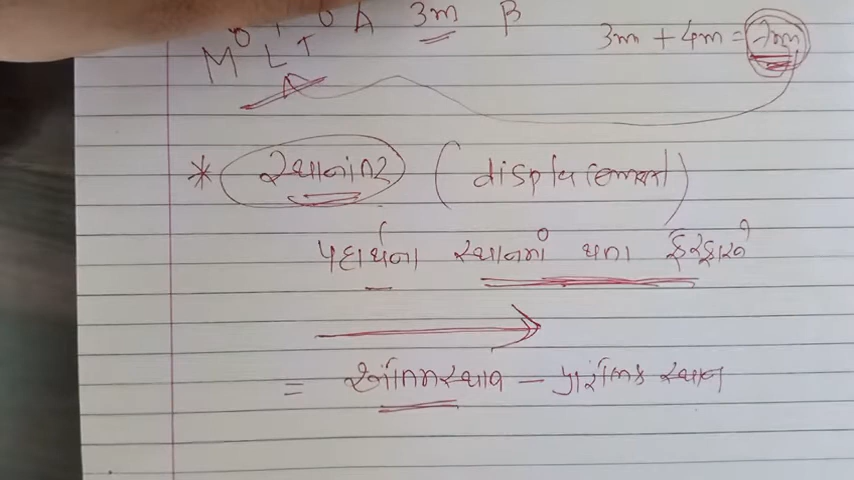 A 3m B
3m + 4m = 7m
M⁰ L¹ T⁰
* સ્થાનાંતર (displacement)
પદાર્થના સ્થાનમાં થતા ફેરફારને
= અંતિમસ્થાન – પ્રારંભિક સ્થાન